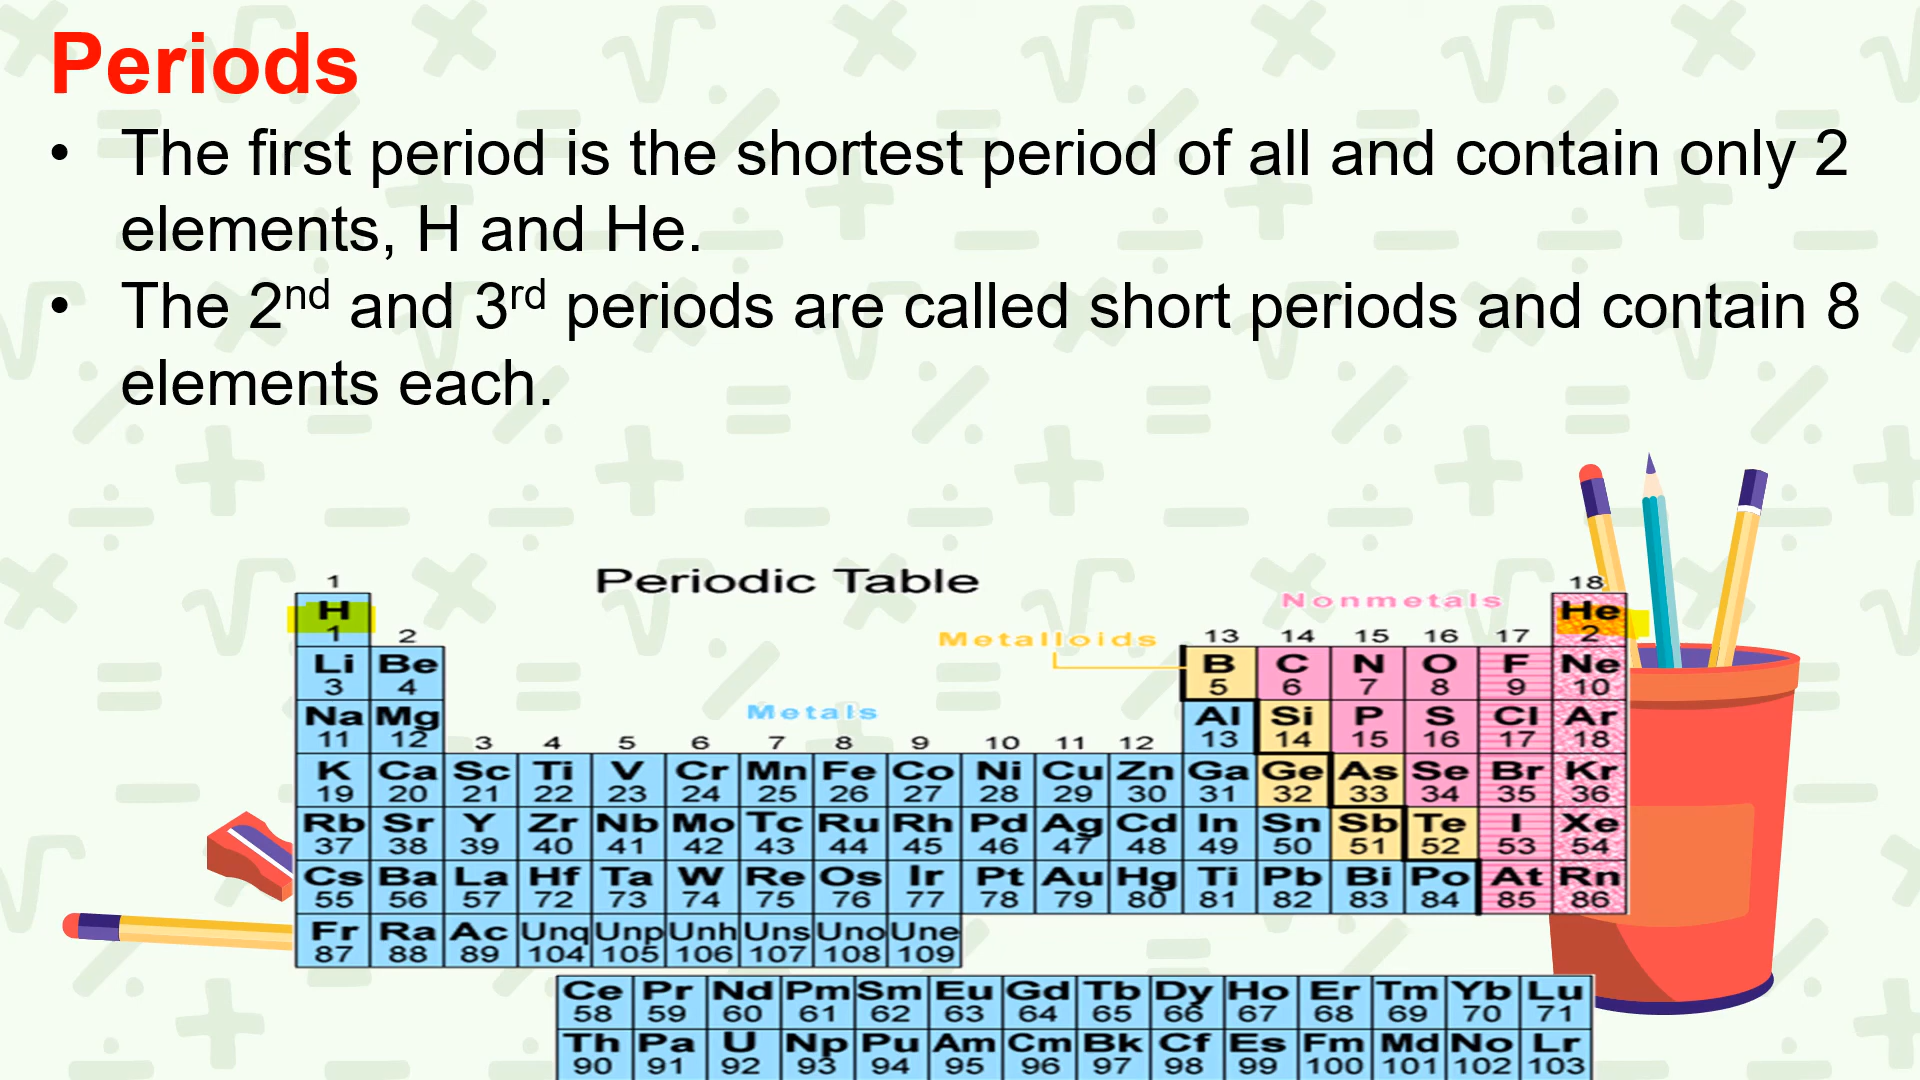 Periods
• The first period is the shortest period of all and contain only 2
elements, H and He.
• The 2nd and 3rd periods are called short periods and contain 8
elements each.
Periodic Table
1 18
Nonmetals
H He
1 2
2 Metalloids 13 14 15 16 17
Li Be B C N O F Ne
3 4 5 6 7 8 9 10
Metals
Na Mg Al Si P S Cl Ar
11 12 13 14 15 16 17 18
3 4 5 6 7 8 9 10 11 12
K Ca Sc Ti V Cr Mn Fe Co Ni Cu Zn Ga Ge As Se Br Kr
19 20 21 22 23 24 25 26 27 28 29 30 31 32 33 34 35 36
Rb Sr Y Zr Nb Mo Tc Ru Rh Pd Ag Cd In Sn Sb Te I Xe
37 38 39 40 41 42 43 44 45 46 47 48 49 50 51 52 53 54
Cs Ba La Hf Ta W Re Os Ir Pt Au Hg Ti Pb Bi Po At Rn
55 56 57 72 73 74 75 76 77 78 79 80 81 82 83 84 85 86
Fr Ra Ac Unq Unp Unh Uns Uno Une
87 88 89 104 105 106 107 108 109
Ce Pr Nd Pm Sm Eu Gd Tb Dy Ho Er Tm Yb Lu
58 59 60 61 62 63 64 65 66 67 68 69 70 71
Th Pa U Np Pu Am Cm Bk Cf Es Fm Md No Lr
90 91 92 93 94 95 96 97 98 99 100 101 102 103